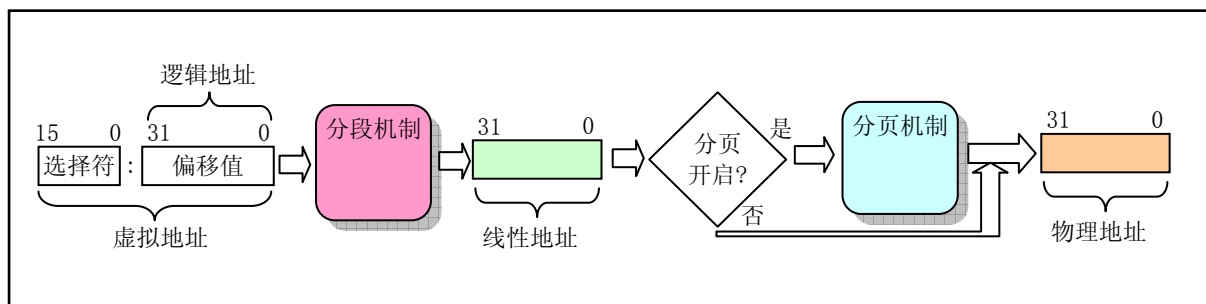 逻辑地址
15 0 31 0
选择符 : 偏移值
虚拟地址
分段机制
31 0
线性地址
分页
开启?
是
否
分页机制
31 0
物理地址